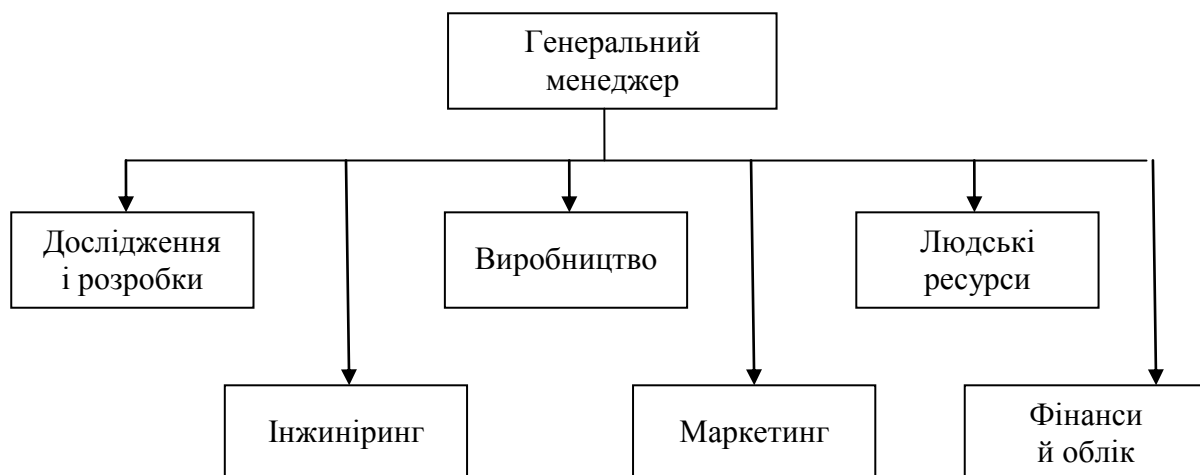 Генеральний
менеджер
Дослідження
і розробки
Виробництво
Людські
ресурси
Інжиніринг
Маркетинг
Фінанси
й облік